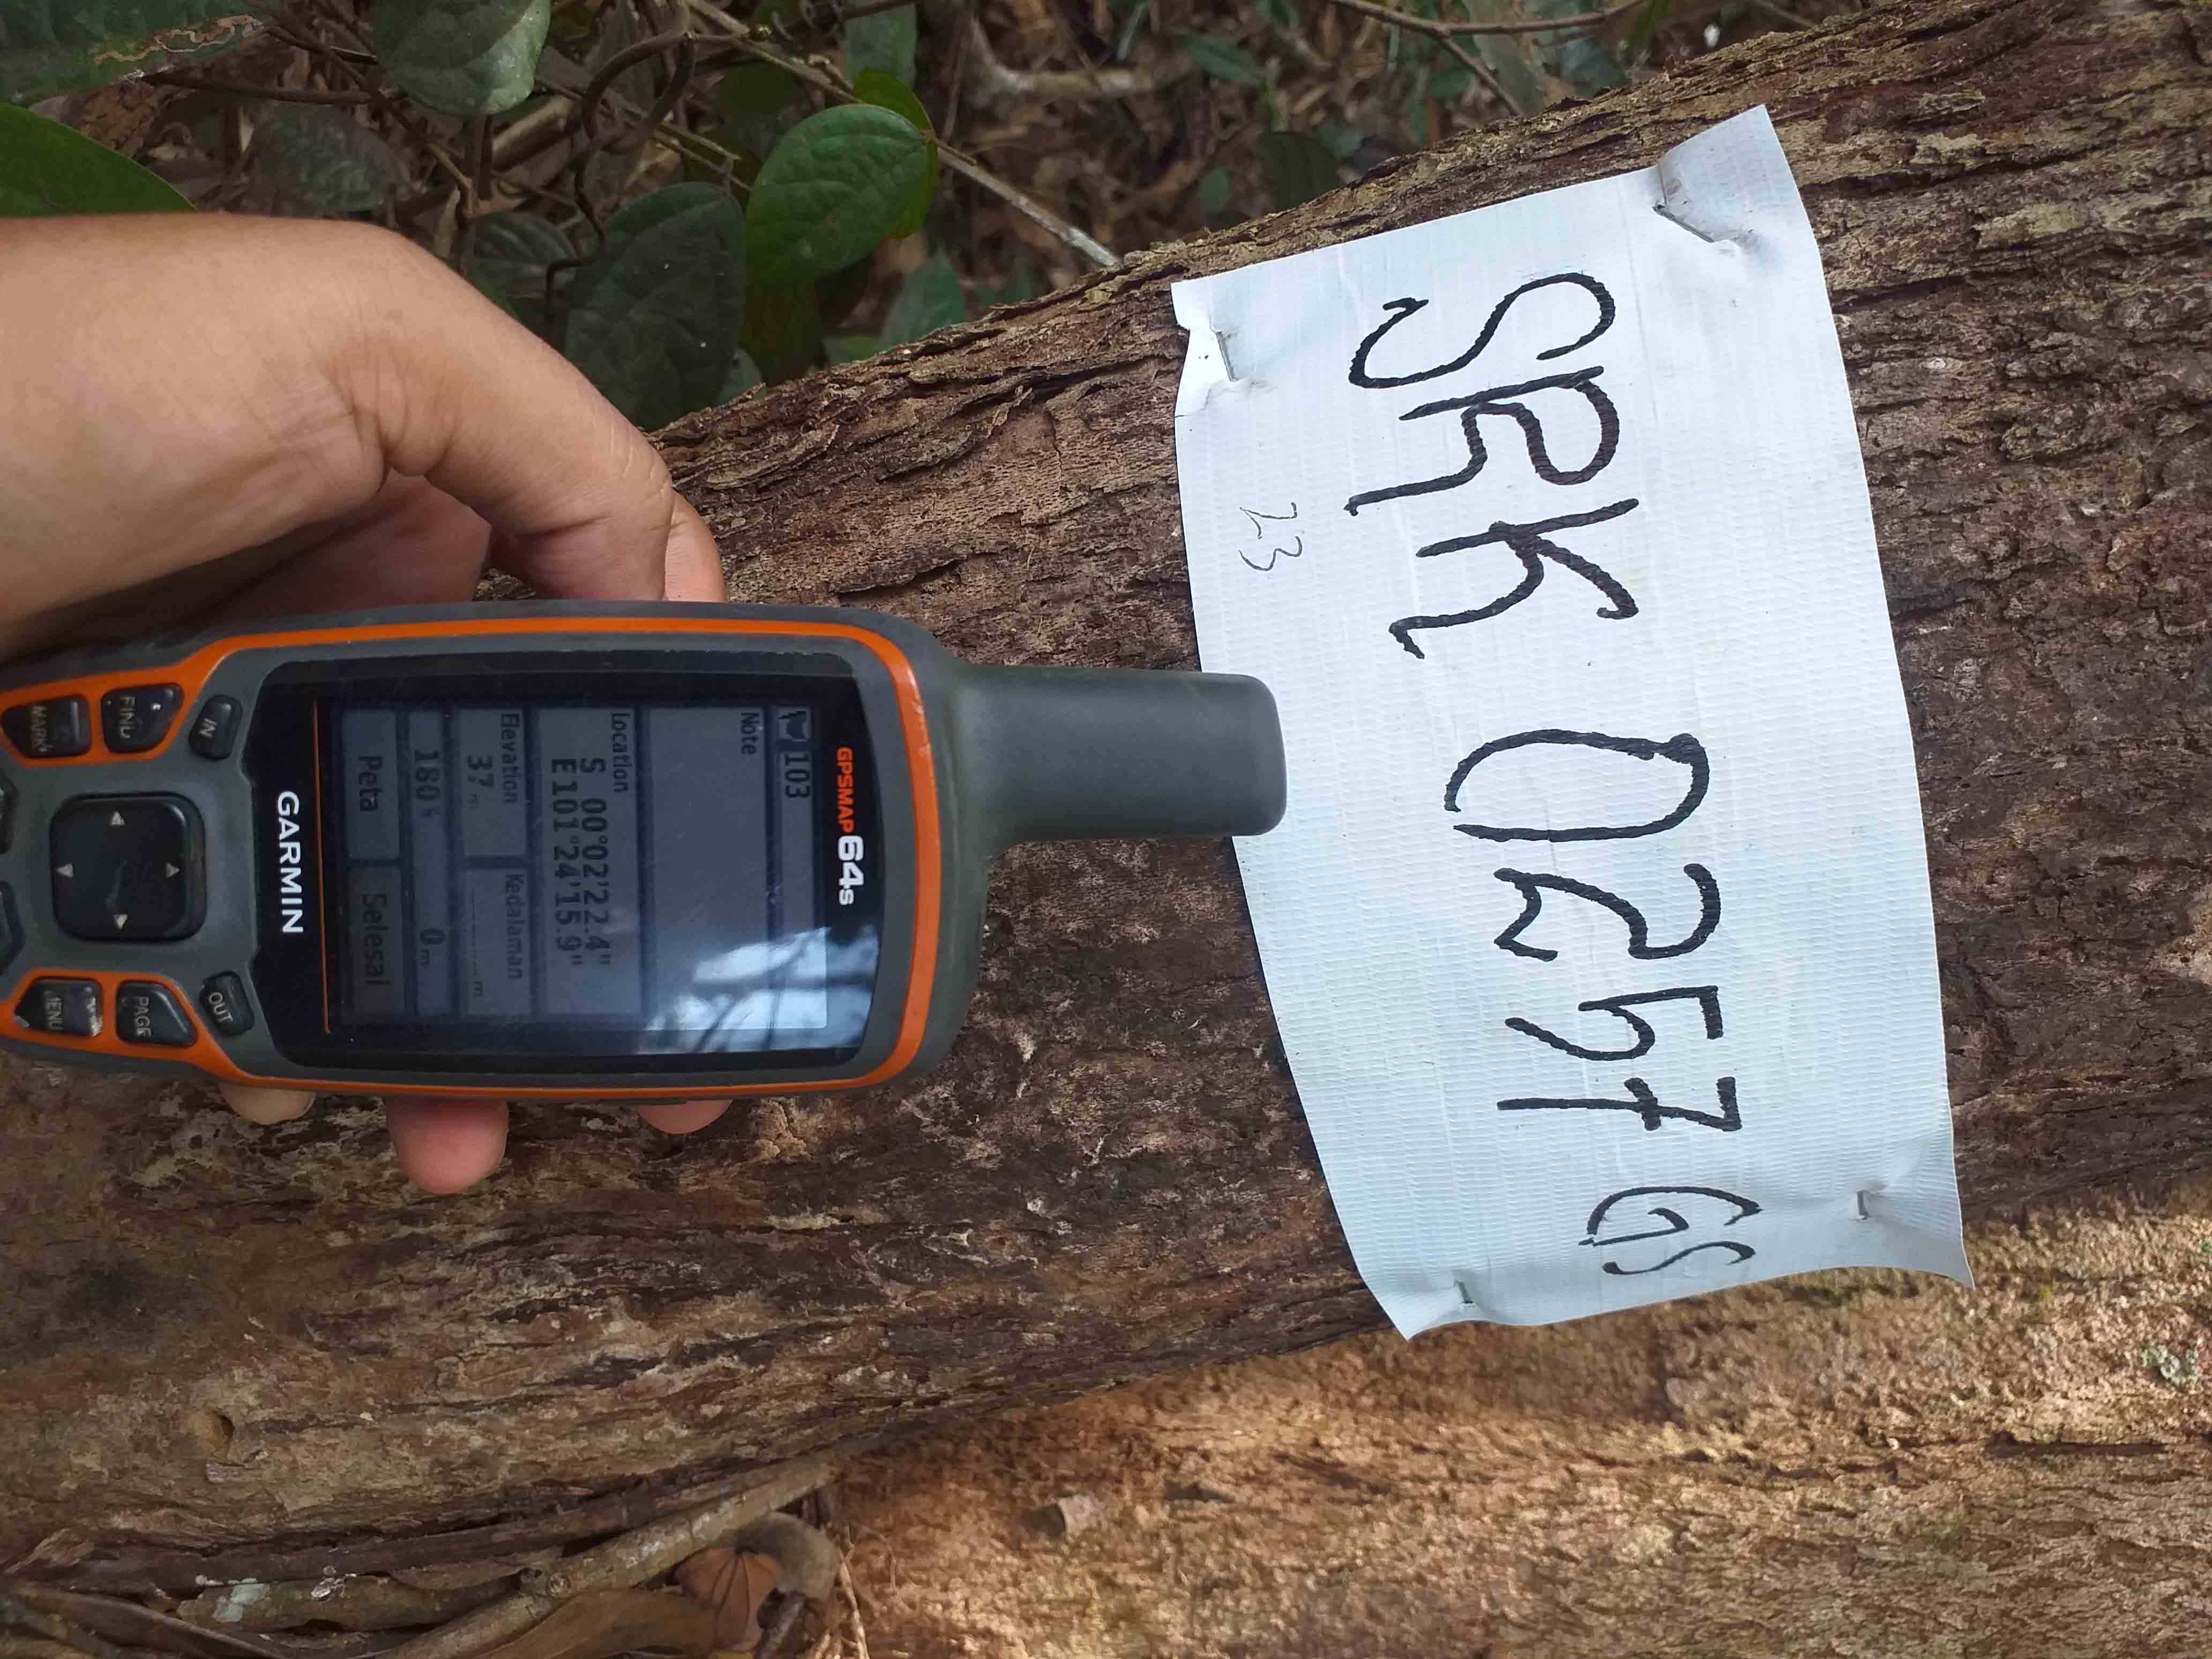 SRK 0257 GS
23
GPSMAP 64s
103
Note
Location
S 00°02'22.4"
E101°24'15.9"
Elevation Kedalaman
37 m ______ m
180° 0 m
Peta Selesai
GARMIN
IN OUT
FIND PAGE
MARK MENU